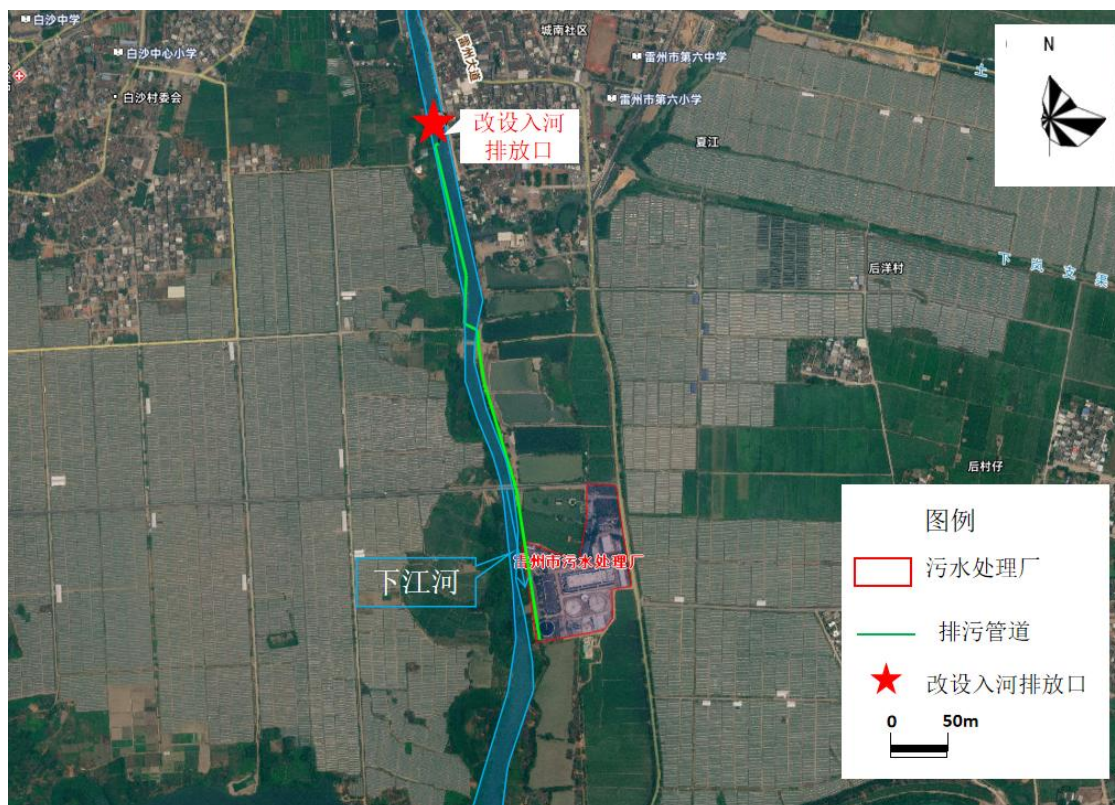 白沙中学
白沙中心小学
白沙村委会
雷州大道
城南社区
雷州市第六中学
雷州市第六小学
夏江
土
下岚支渠
后洋村
后村仔
改设入河
排放口
雷州市污水处理厂
下江河
N
图例
污水处理厂
排污管道
改设入河排放口
0 50m